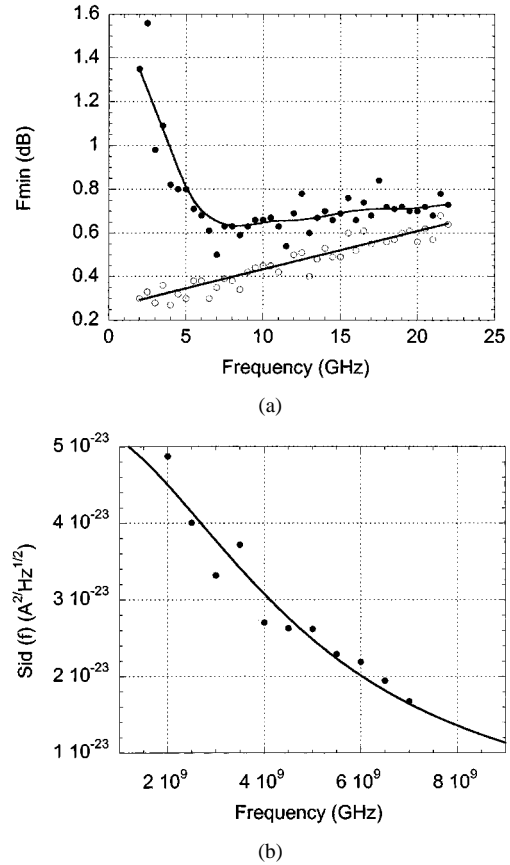 1.6
1.4
1.2
1
0.8
0.6
0.4
0.2
Fmin (dB)
0 5 10 15 20 25
Frequency (GHz)
(a)
5 10⁻²³
4 10⁻²³
3 10⁻²³
2 10⁻²³
1 10⁻²³
Sid (f) (A²/Hz¹/²)
2 10⁹ 4 10⁹ 6 10⁹ 8 10⁹
Frequency (GHz)
(b)